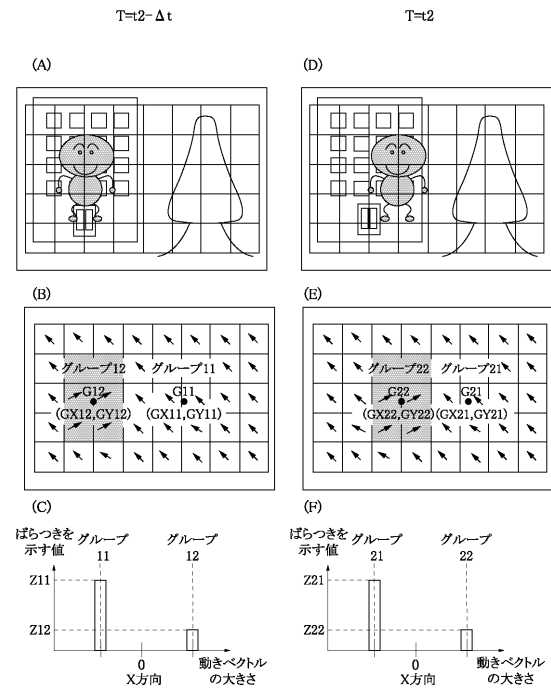 T=t2-Δt
T=t2
(A)
(D)
(B)
(E)
グループ12
グループ11
G12
G11
(GX12,GY12)
(GX11,GY11)
グループ22
グループ21
G22
G21
(GX22,GY22)
(GX21,GY21)
(C)
(F)
ばらつきを
示す値
グループ
11
グループ
12
Z11
Z12
0
X方向
動きベクトル
の大きさ
ばらつきを
示す値
グループ
21
グループ
22
Z21
Z22
0
X方向
動きベクトル
の大きさ